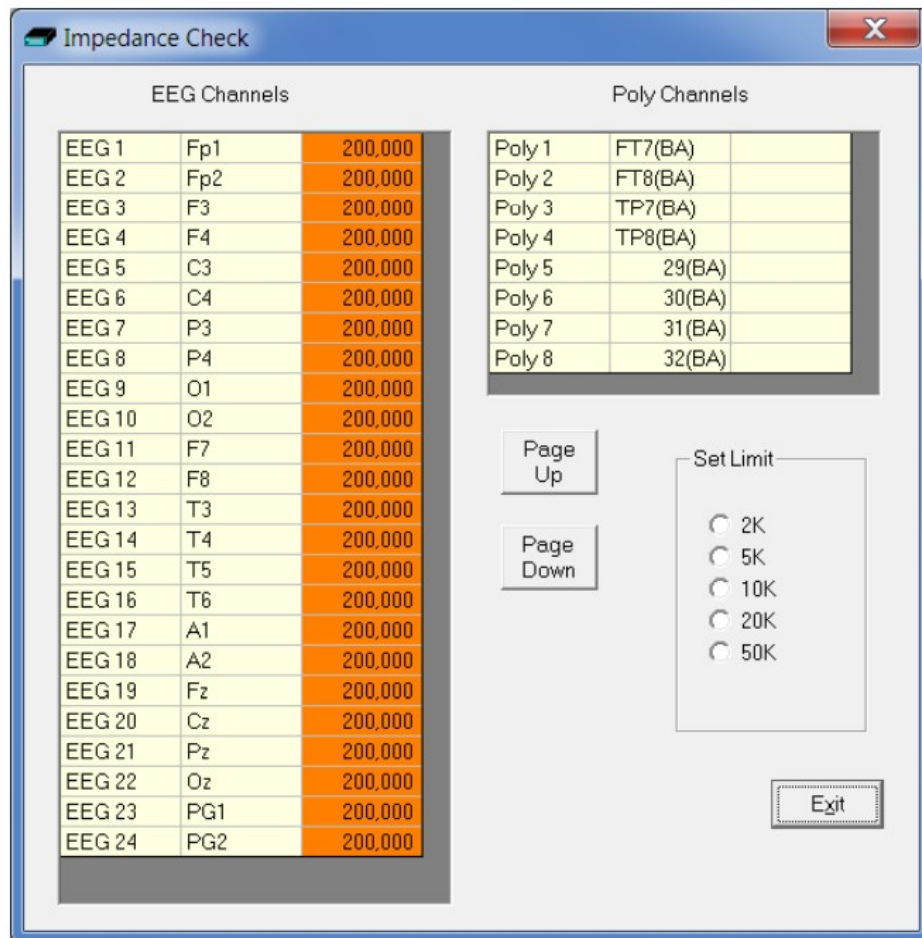 Impedance Check
EEG Channels
EEG 1 Fp1 200,000
EEG 2 Fp2 200,000
EEG 3 F3 200,000
EEG 4 F4 200,000
EEG 5 C3 200,000
EEG 6 C4 200,000
EEG 7 P3 200,000
EEG 8 P4 200,000
EEG 9 O1 200,000
EEG 10 O2 200,000
EEG 11 F7 200,000
EEG 12 F8 200,000
EEG 13 T3 200,000
EEG 14 T4 200,000
EEG 15 T5 200,000
EEG 16 T6 200,000
EEG 17 A1 200,000
EEG 18 A2 200,000
EEG 19 Fz 200,000
EEG 20 Cz 200,000
EEG 21 Pz 200,000
EEG 22 Oz 200,000
EEG 23 PG1 200,000
EEG 24 PG2 200,000
Poly Channels
Poly 1 FT7(BA)
Poly 2 FT8(BA)
Poly 3 TP7(BA)
Poly 4 TP8(BA)
Poly 5 29(BA)
Poly 6 30(BA)
Poly 7 31(BA)
Poly 8 32(BA)
Page
Up
Page
Down
Set Limit
2K
5K
10K
20K
50K
Exit